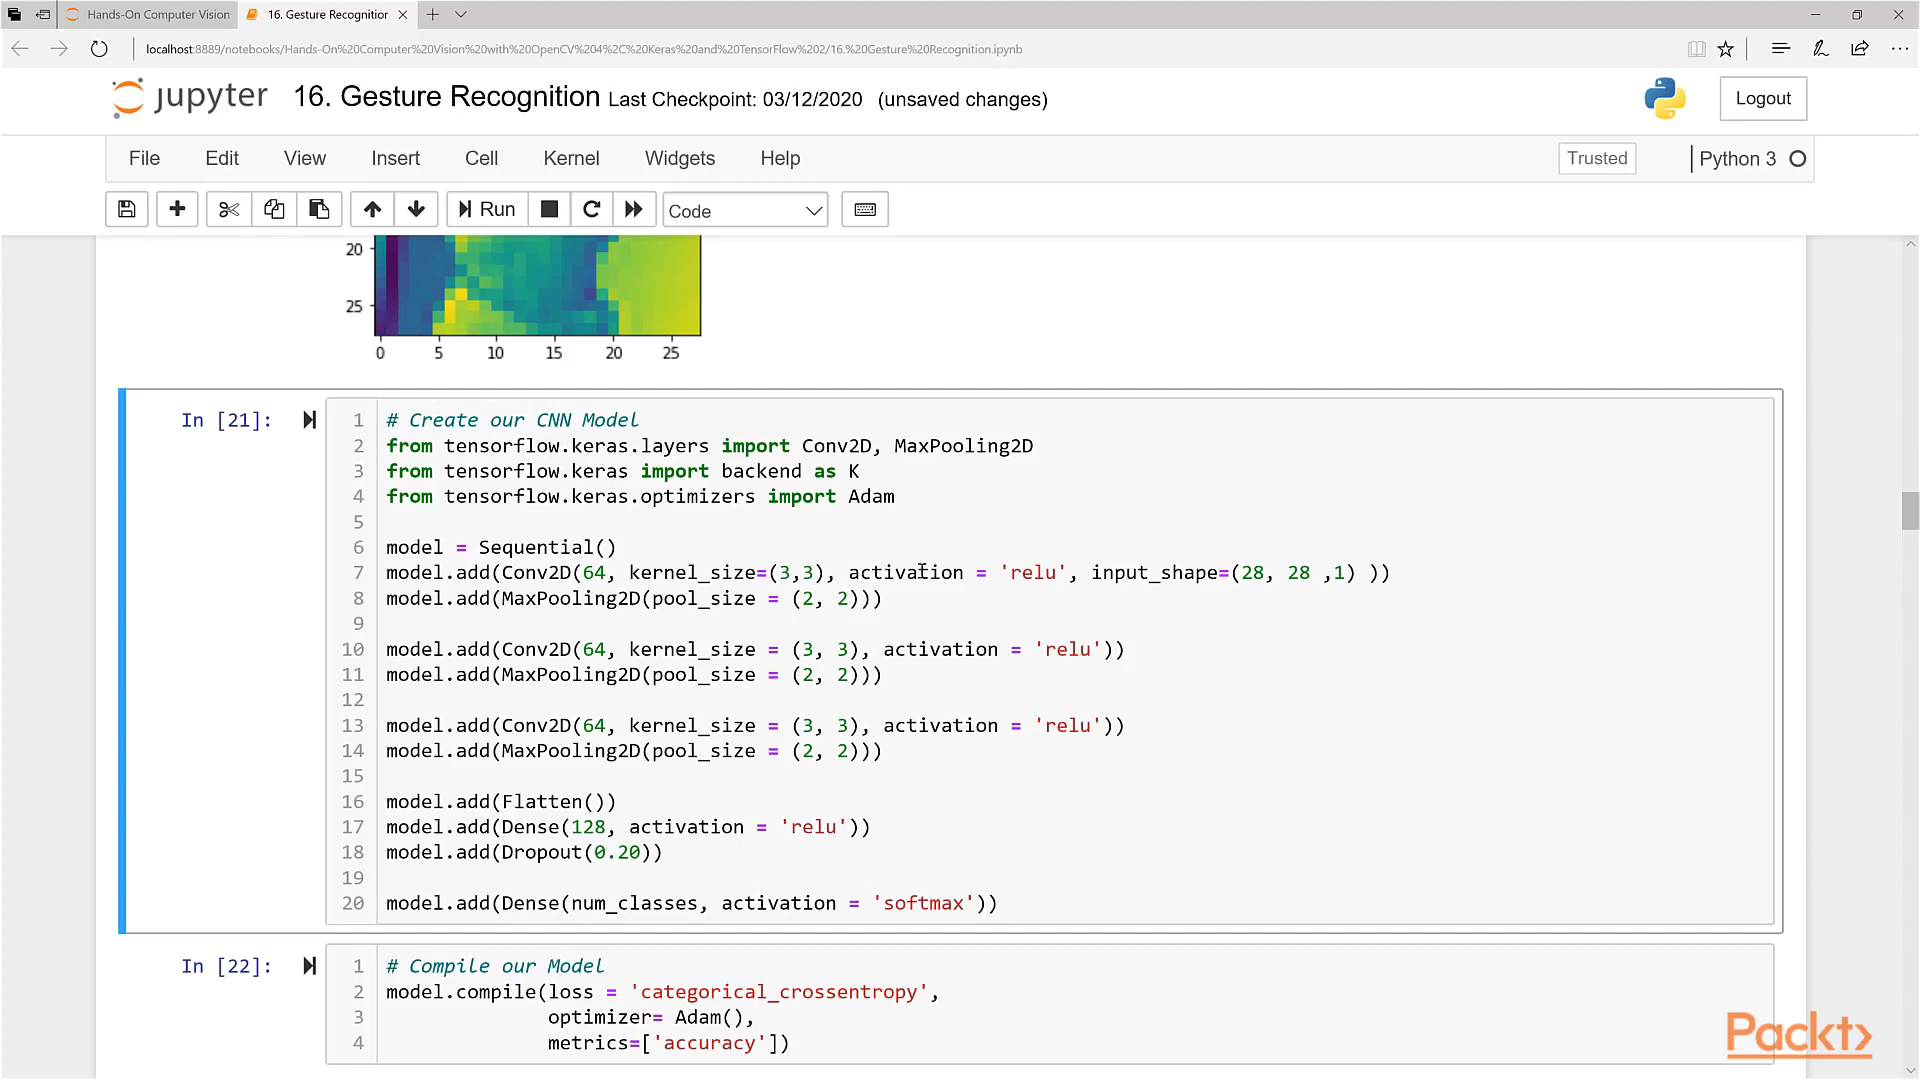 Hands-On Computer Vision
16. Gesture Recognition
localhost:8889/notebooks/Hands-On%20Computer%20Vision%20with%20OpenCV%204%2C%20Keras%20and%20TensorFlow%202/16.%20Gesture%20Recognition.ipynb
jupyter 16. Gesture Recognition Last Checkpoint: 03/12/2020 (unsaved changes)
Logout
File Edit View Insert Cell Kernel Widgets Help
Trusted Python 3
Run Code
20
25
0 5 10 15 20 25
In [21]:
1 # Create our CNN Model
2 from tensorflow.keras.layers import Conv2D, MaxPooling2D
3 from tensorflow.keras import backend as K
4 from tensorflow.keras.optimizers import Adam
5
6 model = Sequential()
7 model.add(Conv2D(64, kernel_size=(3,3), activation = 'relu', input_shape=(28, 28 ,1) ))
8 model.add(MaxPooling2D(pool_size = (2, 2)))
9
10 model.add(Conv2D(64, kernel_size = (3, 3), activation = 'relu'))
11 model.add(MaxPooling2D(pool_size = (2, 2)))
12
13 model.add(Conv2D(64, kernel_size = (3, 3), activation = 'relu'))
14 model.add(MaxPooling2D(pool_size = (2, 2)))
15
16 model.add(Flatten())
17 model.add(Dense(128, activation = 'relu'))
18 model.add(Dropout(0.20))
19
20 model.add(Dense(num_classes, activation = 'softmax'))
In [22]:
1 # Compile our Model
2 model.compile(loss = 'categorical_crossentropy',
3 optimizer= Adam(),
4 metrics=['accuracy'])
Packt>